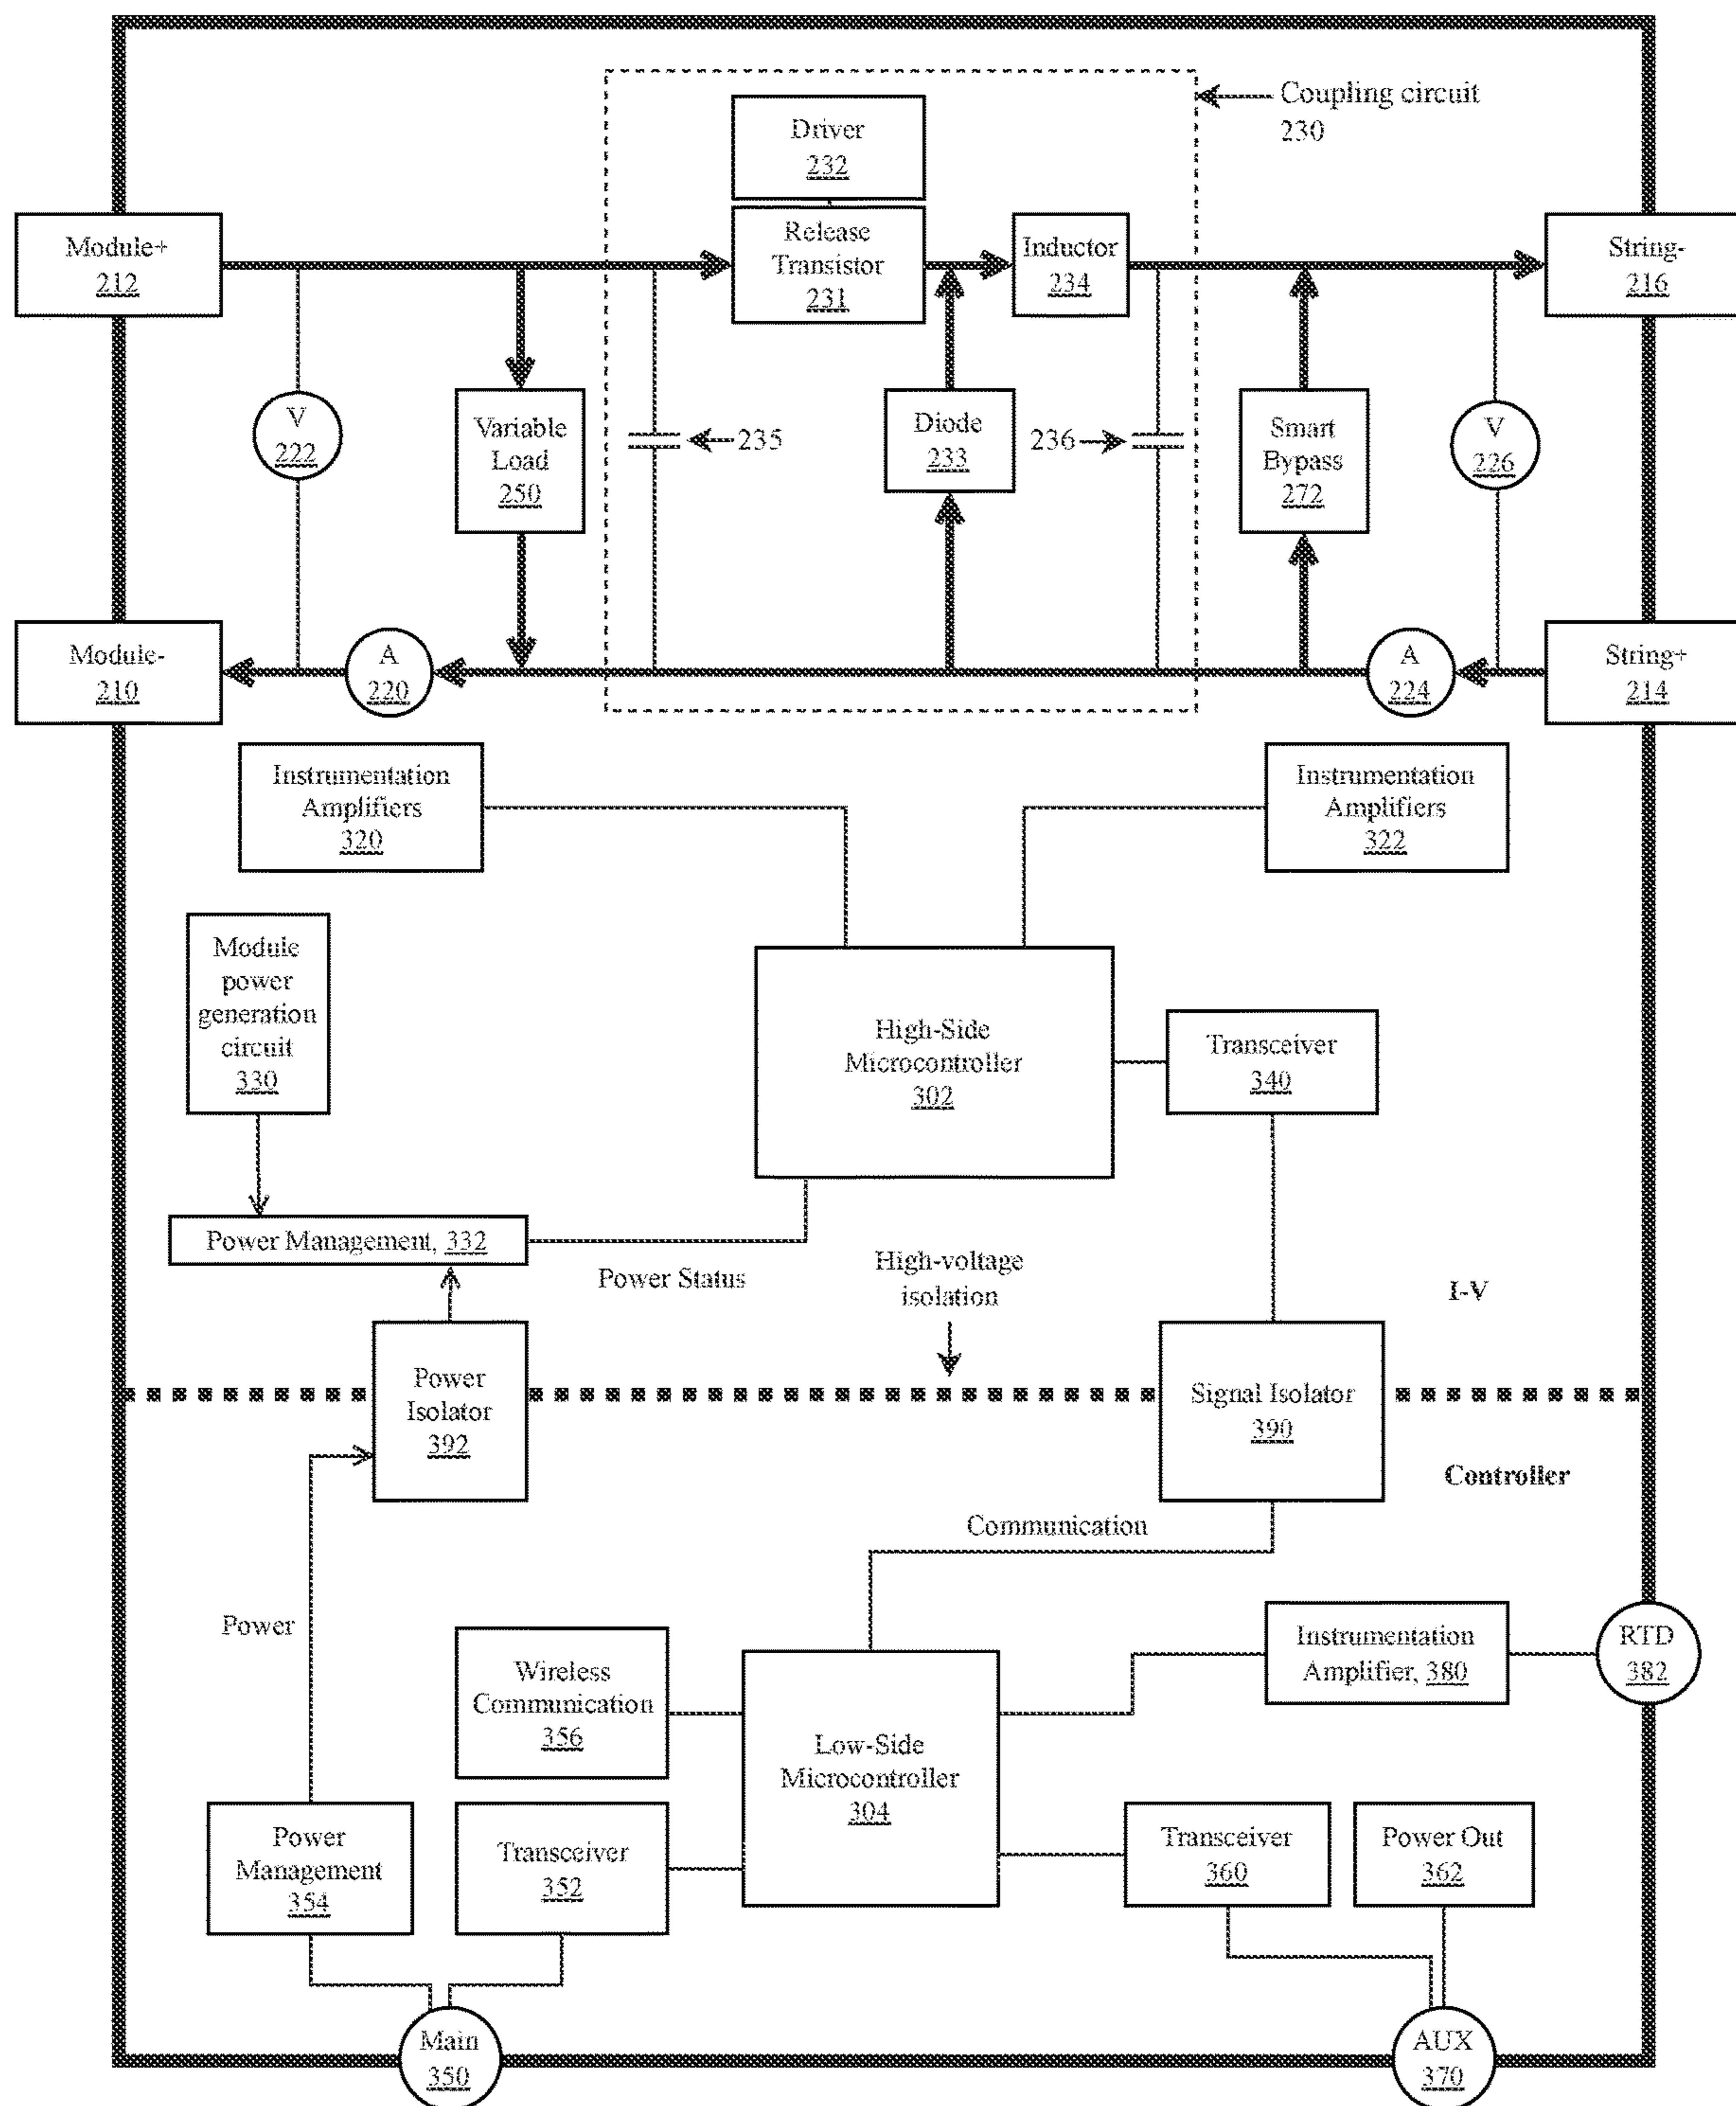 Coupling circuit
230
Driver
232
Module+
212
Release
Transistor
231
Inductor
234
String-
216
V
222
Variable
Load
250
235
Diode
233
236
Smart
Bypass
272
V
226
Module-
210
A
220
A
224
String+
214
Instrumentation
Amplifiers
320
Instrumentation
Amplifiers
322
Module
power
generation
circuit
330
High-Side
Microcontroller
302
Transceiver
340
Power Management, 332
Power Status
High-voltage
isolation
I-V
Power
Isolator
392
Signal Isolator
390
Controller
Communication
Power
Wireless
Communication
356
Low-Side
Microcontroller
304
Instrumentation
Amplifier, 380
RTD
382
Power
Management
354
Transceiver
352
Transceiver
360
Power Out
362
Main
350
AUX
370